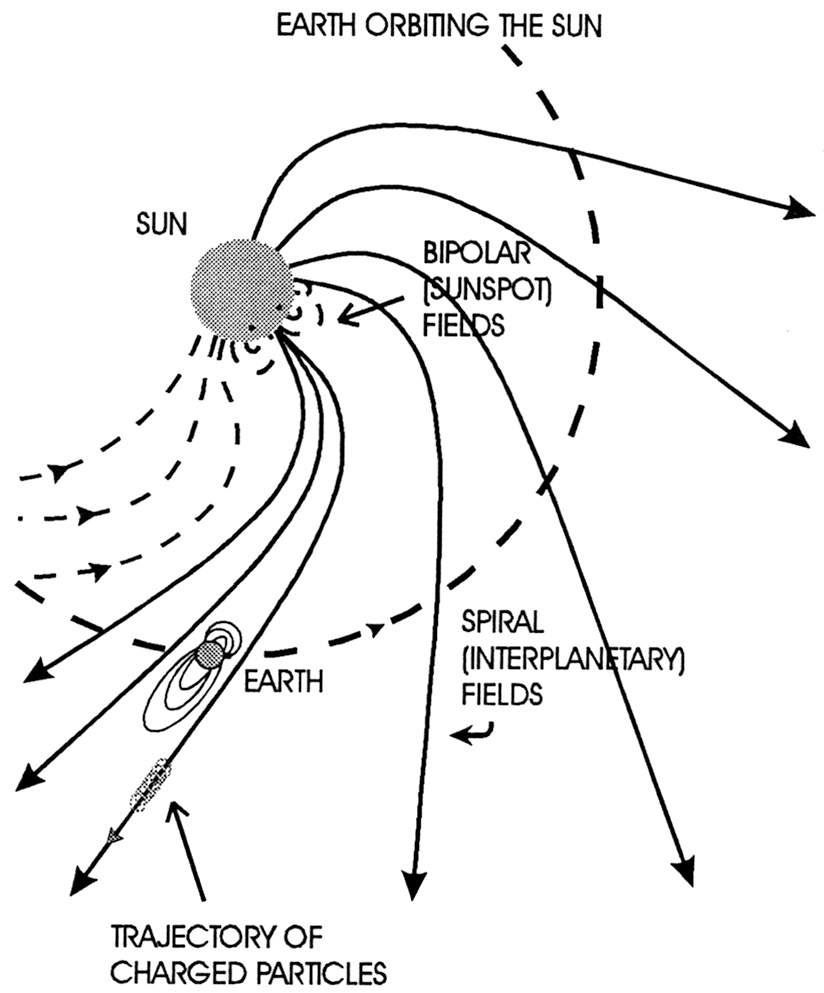 EARTH ORBITING THE SUN
SUN
BIPOLAR
(SUNSPOT)
FIELDS
SPIRAL
(INTERPLANETARY)
FIELDS
EARTH
TRAJECTORY OF
CHARGED PARTICLES